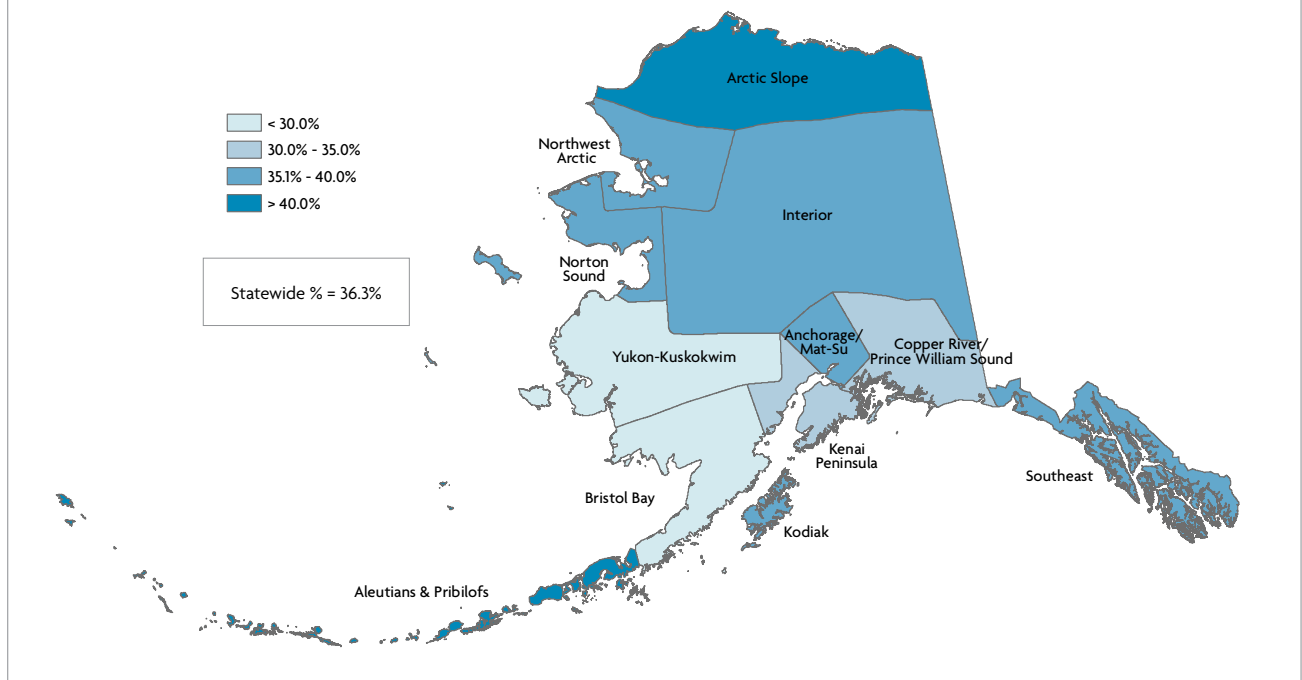 Arctic Slope
< 30.0%
30.0% - 35.0%
35.1% - 40.0%
> 40.0%
Northwest
Arctic
Interior
Norton
Sound
Statewide % = 36.3%
Anchorage/
Mat-Su
Copper River/
Prince William Sound
Yukon-Kuskokwim
Kenai
Peninsula
Southeast
Bristol Bay
Kodiak
Aleutians & Pribilofs